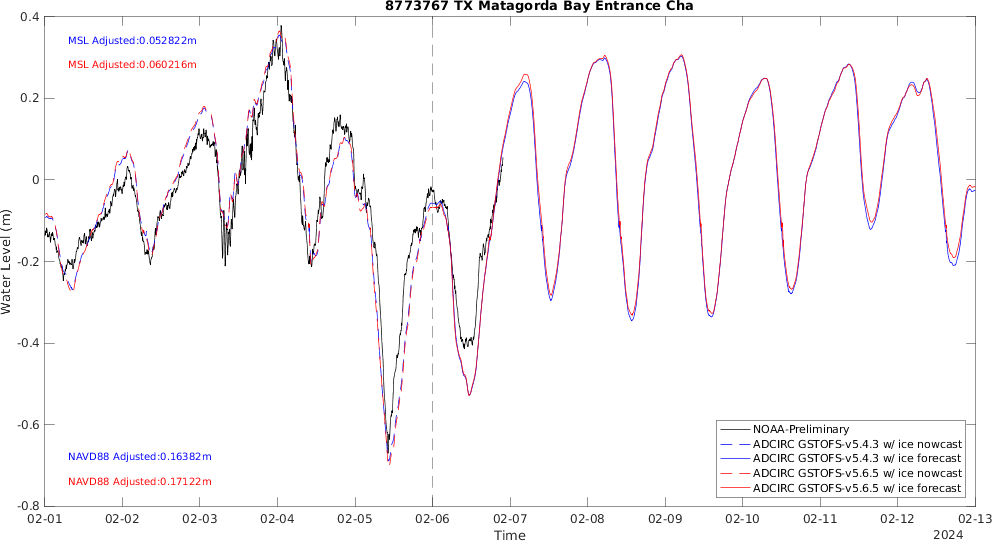 8773767 TX Matagorda Bay Entrance Cha
MSL Adjusted:0.052822m
MSL Adjusted:0.060216m
0.4
0.2
0
-0.2
-0.4
-0.6
-0.8
Water Level (m)
NAVD88 Adjusted:0.16382m
NAVD88 Adjusted:0.17122m
NOAA-Preliminary
ADCIRC GSTOFS-v5.4.3 w/ ice nowcast
ADCIRC GSTOFS-v5.4.3 w/ ice forecast
ADCIRC GSTOFS-v5.6.5 w/ ice nowcast
ADCIRC GSTOFS-v5.6.5 w/ ice forecast
02-01 02-02 02-03 02-04 02-05 02-06 02-07 02-08 02-09 02-10 02-11 02-12 02-13
Time
2024